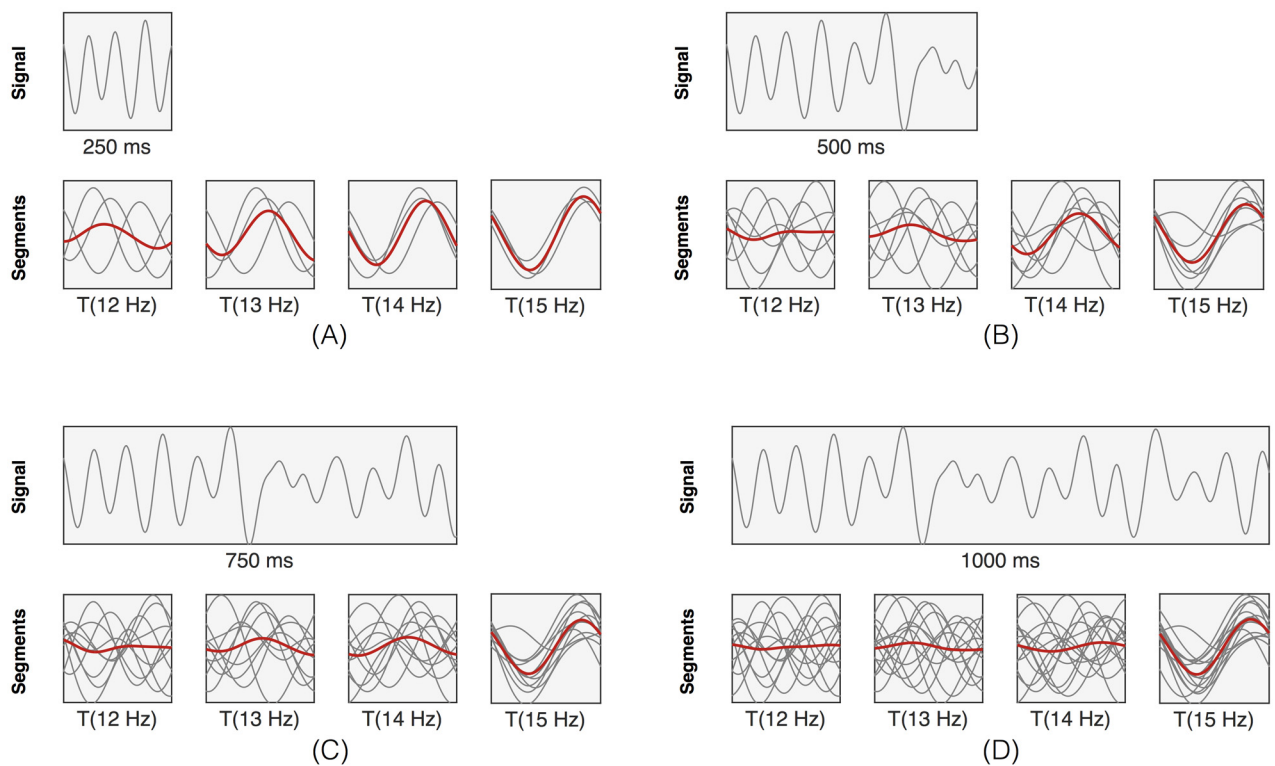 Signal
250 ms
Segments
T(12 Hz) T(13 Hz) T(14 Hz) T(15 Hz)
(A)
Signal
500 ms
Segments
T(12 Hz) T(13 Hz) T(14 Hz) T(15 Hz)
(B)
Signal
750 ms
Segments
T(12 Hz) T(13 Hz) T(14 Hz) T(15 Hz)
(C)
Signal
1000 ms
Segments
T(12 Hz) T(13 Hz) T(14 Hz) T(15 Hz)
(D)